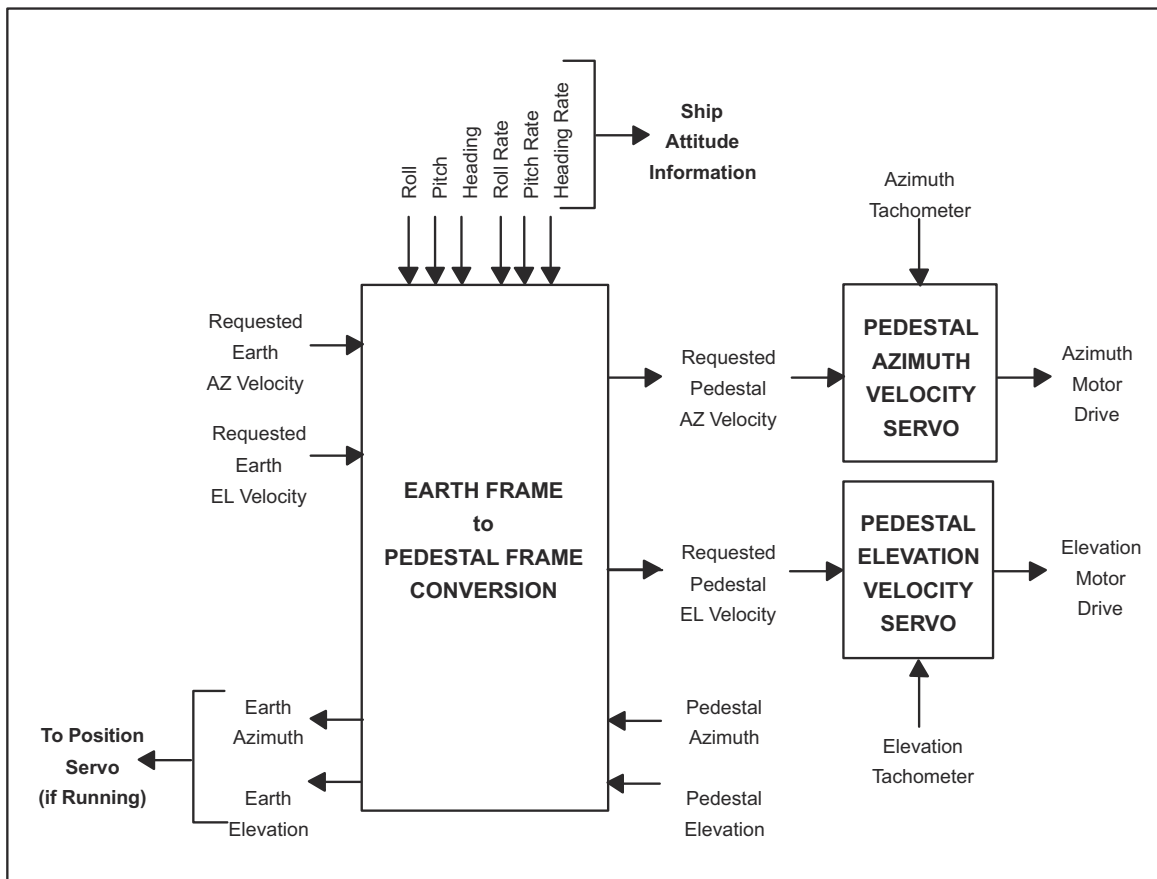 Roll
Pitch
Heading
Roll Rate
Pitch Rate
Heading Rate
Ship
Attitude
Information
Azimuth
Tachometer
Requested
Earth
AZ Velocity
Requested
Earth
EL Velocity
EARTH FRAME
to
PEDESTAL FRAME
CONVERSION
Requested
Pedestal
AZ Velocity
PEDESTAL
AZIMUTH
VELOCITY
SERVO
Azimuth
Motor
Drive
Requested
Pedestal
EL Velocity
PEDESTAL
ELEVATION
VELOCITY
SERVO
Elevation
Motor
Drive
To Position
Servo
(if Running)
Earth
Azimuth
Earth
Elevation
Pedestal
Azimuth
Pedestal
Elevation
Elevation
Tachometer